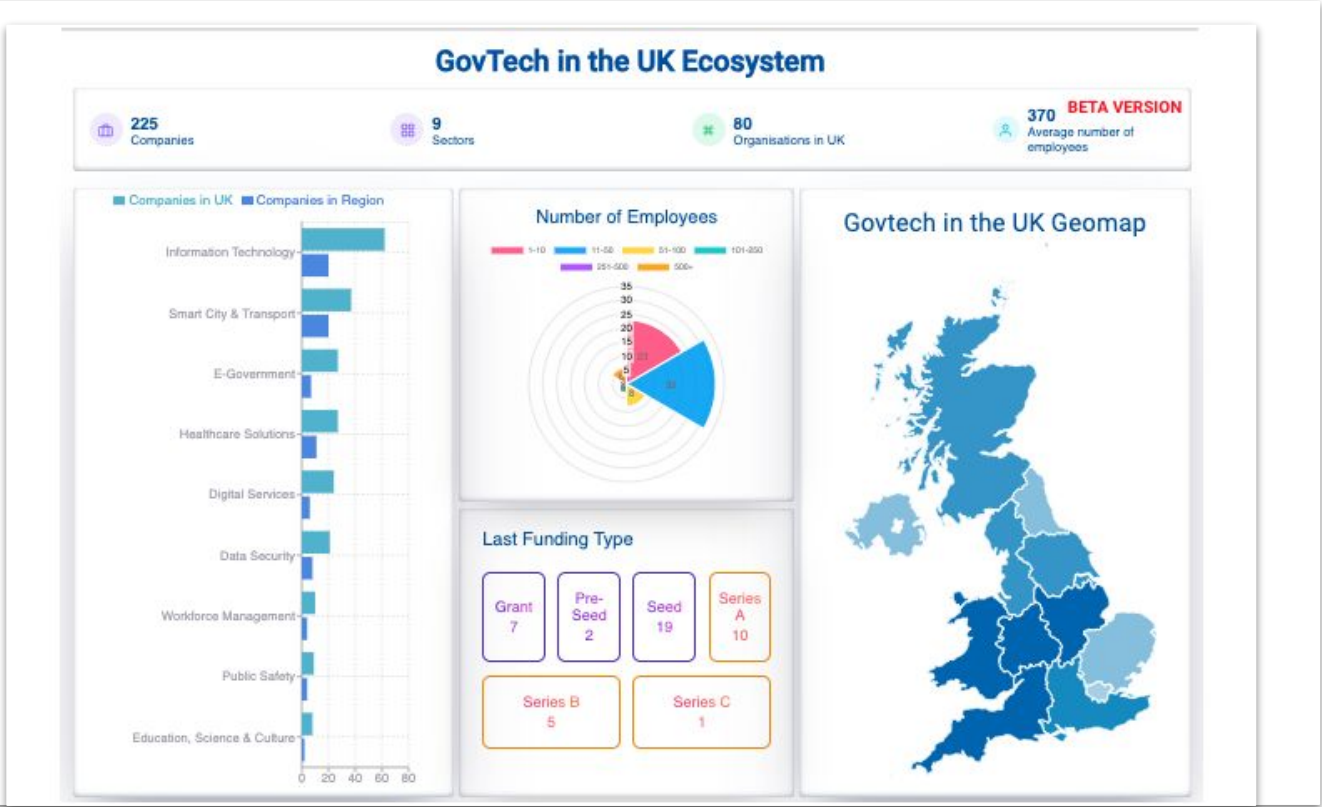 GovTech in the UK Ecosystem
BETA VERSION
225
Companies
9
Sectors
80
Organisations in UK
370
Average number of
employees
Companies in UK Companies in Region
Information Technology
Smart City & Transport
E-Government
Healthcare Solutions
Digital Services
Data Security
Workforce Management
Public Safety
Education, Science & Culture
0 20 40 60 80
Number of Employees
1-10 11-50 51-100 101-250
251-500 500+
35
30
25
20
15
10
5
8
Last Funding Type
Grant
7
Pre-
Seed
2
Seed
19
Series
A
10
Series B
5
Series C
1
Govtech in the UK Geomap